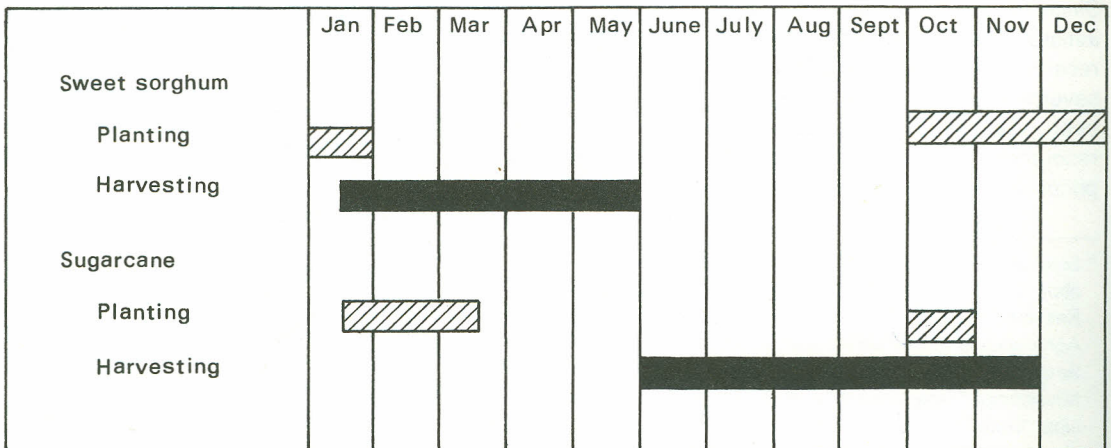 Jan Feb Mar Apr May June July Aug Sept Oct Nov Dec
Sweet sorghum
Planting
Harvesting
Sugarcane
Planting
Harvesting